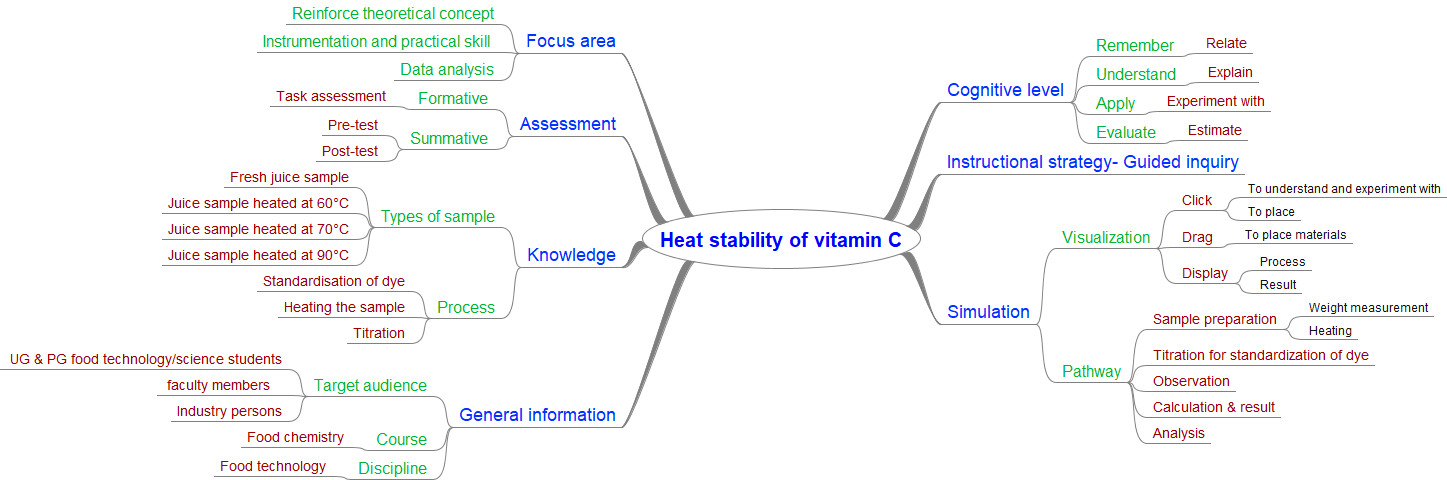 Heat stability of vitamin C
Focus area
Reinforce theoretical concept
Instrumentation and practical skill
Data analysis
Assessment
Formative
Task assessment
Summative
Pre-test
Post-test
Knowledge
Types of sample
Fresh juice sample
Juice sample heated at 60°C
Juice sample heated at 70°C
Juice sample heated at 90°C
Process
Standardisation of dye
Heating the sample
Titration
General information
Target audience
UG & PG food technology/science students
faculty members
Industry persons
Course
Food chemistry
Discipline
Food technology
Cognitive level
Remember
Relate
Understand
Explain
Apply
Experiment with
Evaluate
Estimate
Instructional strategy- Guided inquiry
Simulation
Visualization
Click
To understand and experiment with
To place
Drag
To place materials
Display
Process
Result
Pathway
Sample preparation
Weight measurement
Heating
Titration for standardization of dye
Observation
Calculation & result
Analysis